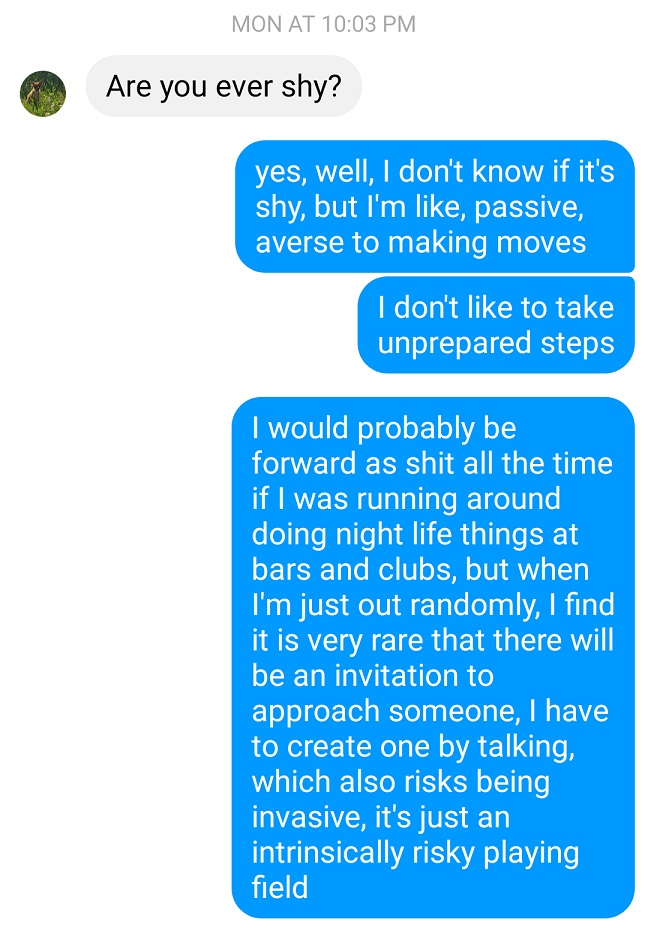 MON AT 10:03 PM
Are you ever shy?
yes, well, I don't know if it's
shy, but I'm like, passive,
averse to making moves
I don't like to take
unprepared steps
I would probably be
forward as shit all the time
if I was running around
doing night life things at
bars and clubs, but when
I'm just out randomly, I find
it is very rare that there will
be an invitation to
approach someone, I have
to create one by talking,
which also risks being
invasive, it's just an
intrinsically risky playing
field